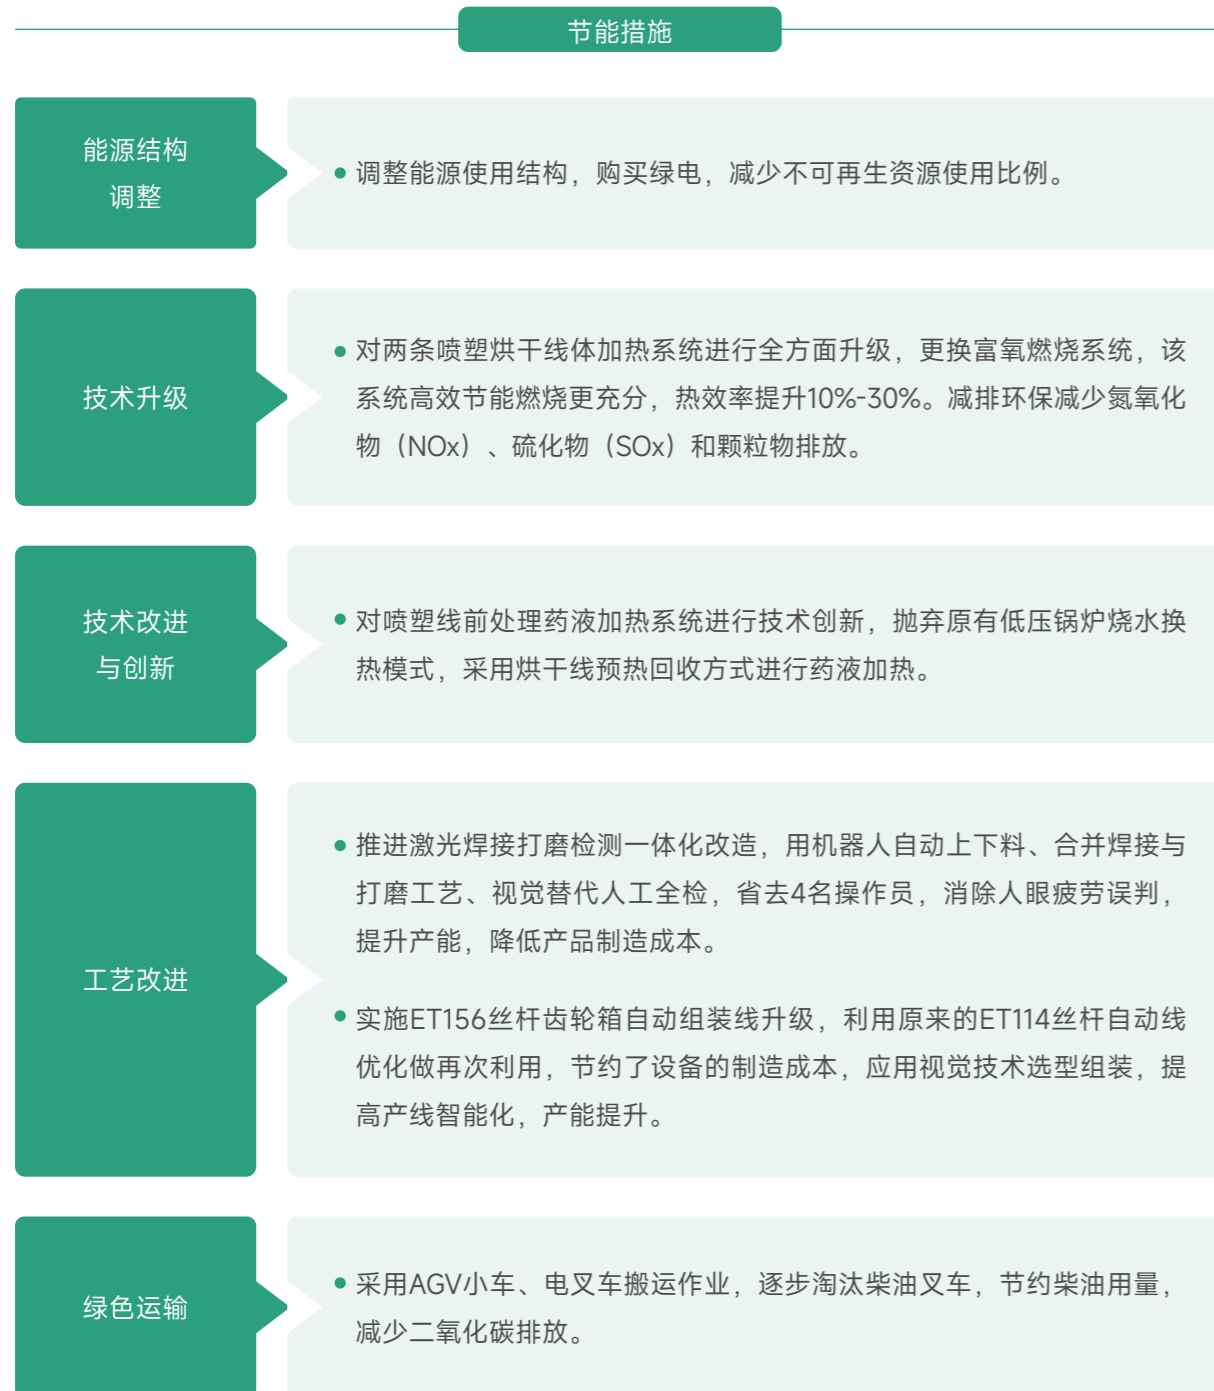 节能措施
能源结构
调整
调整能源使用结构，购买绿电，减少不可再生资源使用比例。
技术升级
对两条喷塑烘干线体加热系统进行全方面升级，更换富氧燃烧系统，该
系统高效节能燃烧更充分，热效率提升10%-30%。减排环保减少氮氧化
物（NOx）、硫化物（SOx）和颗粒物排放。
技术改进
与创新
对喷塑线前处理药液加热系统进行技术创新，抛弃原有低压锅炉烧水换
热模式，采用烘干线预热回收方式进行药液加热。
工艺改进
推进激光焊接打磨检测一体化改造，用机器人自动上下料、合并焊接与
打磨工艺、视觉替代人工全检，省去4名操作员，消除人眼疲劳误判，
提升产能，降低产品制造成本。
实施ET156丝杆齿轮箱自动组装线升级，利用原来的ET114丝杆自动线
优化做再次利用，节约了设备的制造成本，应用视觉技术选型组装，提
高产线智能化，产能提升。
绿色运输
采用AGV小车、电叉车搬运作业，逐步淘汰柴油叉车，节约柴油用量，
减少二氧化碳排放。